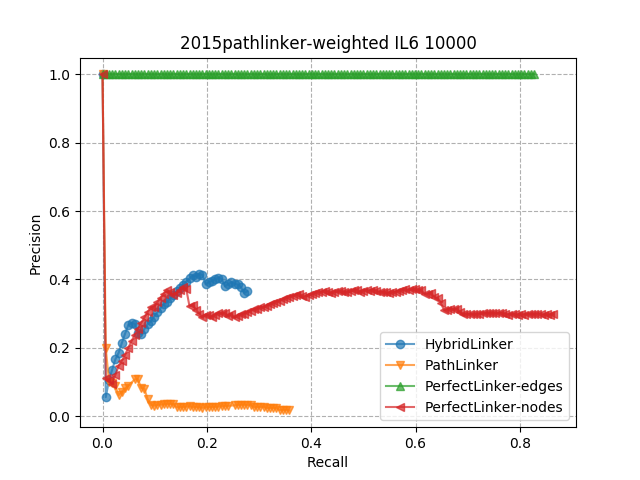 2015pathlinker-weighted IL6 10000
Precision
1.0
0.8
0.6
0.4
0.2
0.0
0.0 0.2 0.4 0.6 0.8
Recall
HybridLinker
PathLinker
PerfectLinker-edges
PerfectLinker-nodes